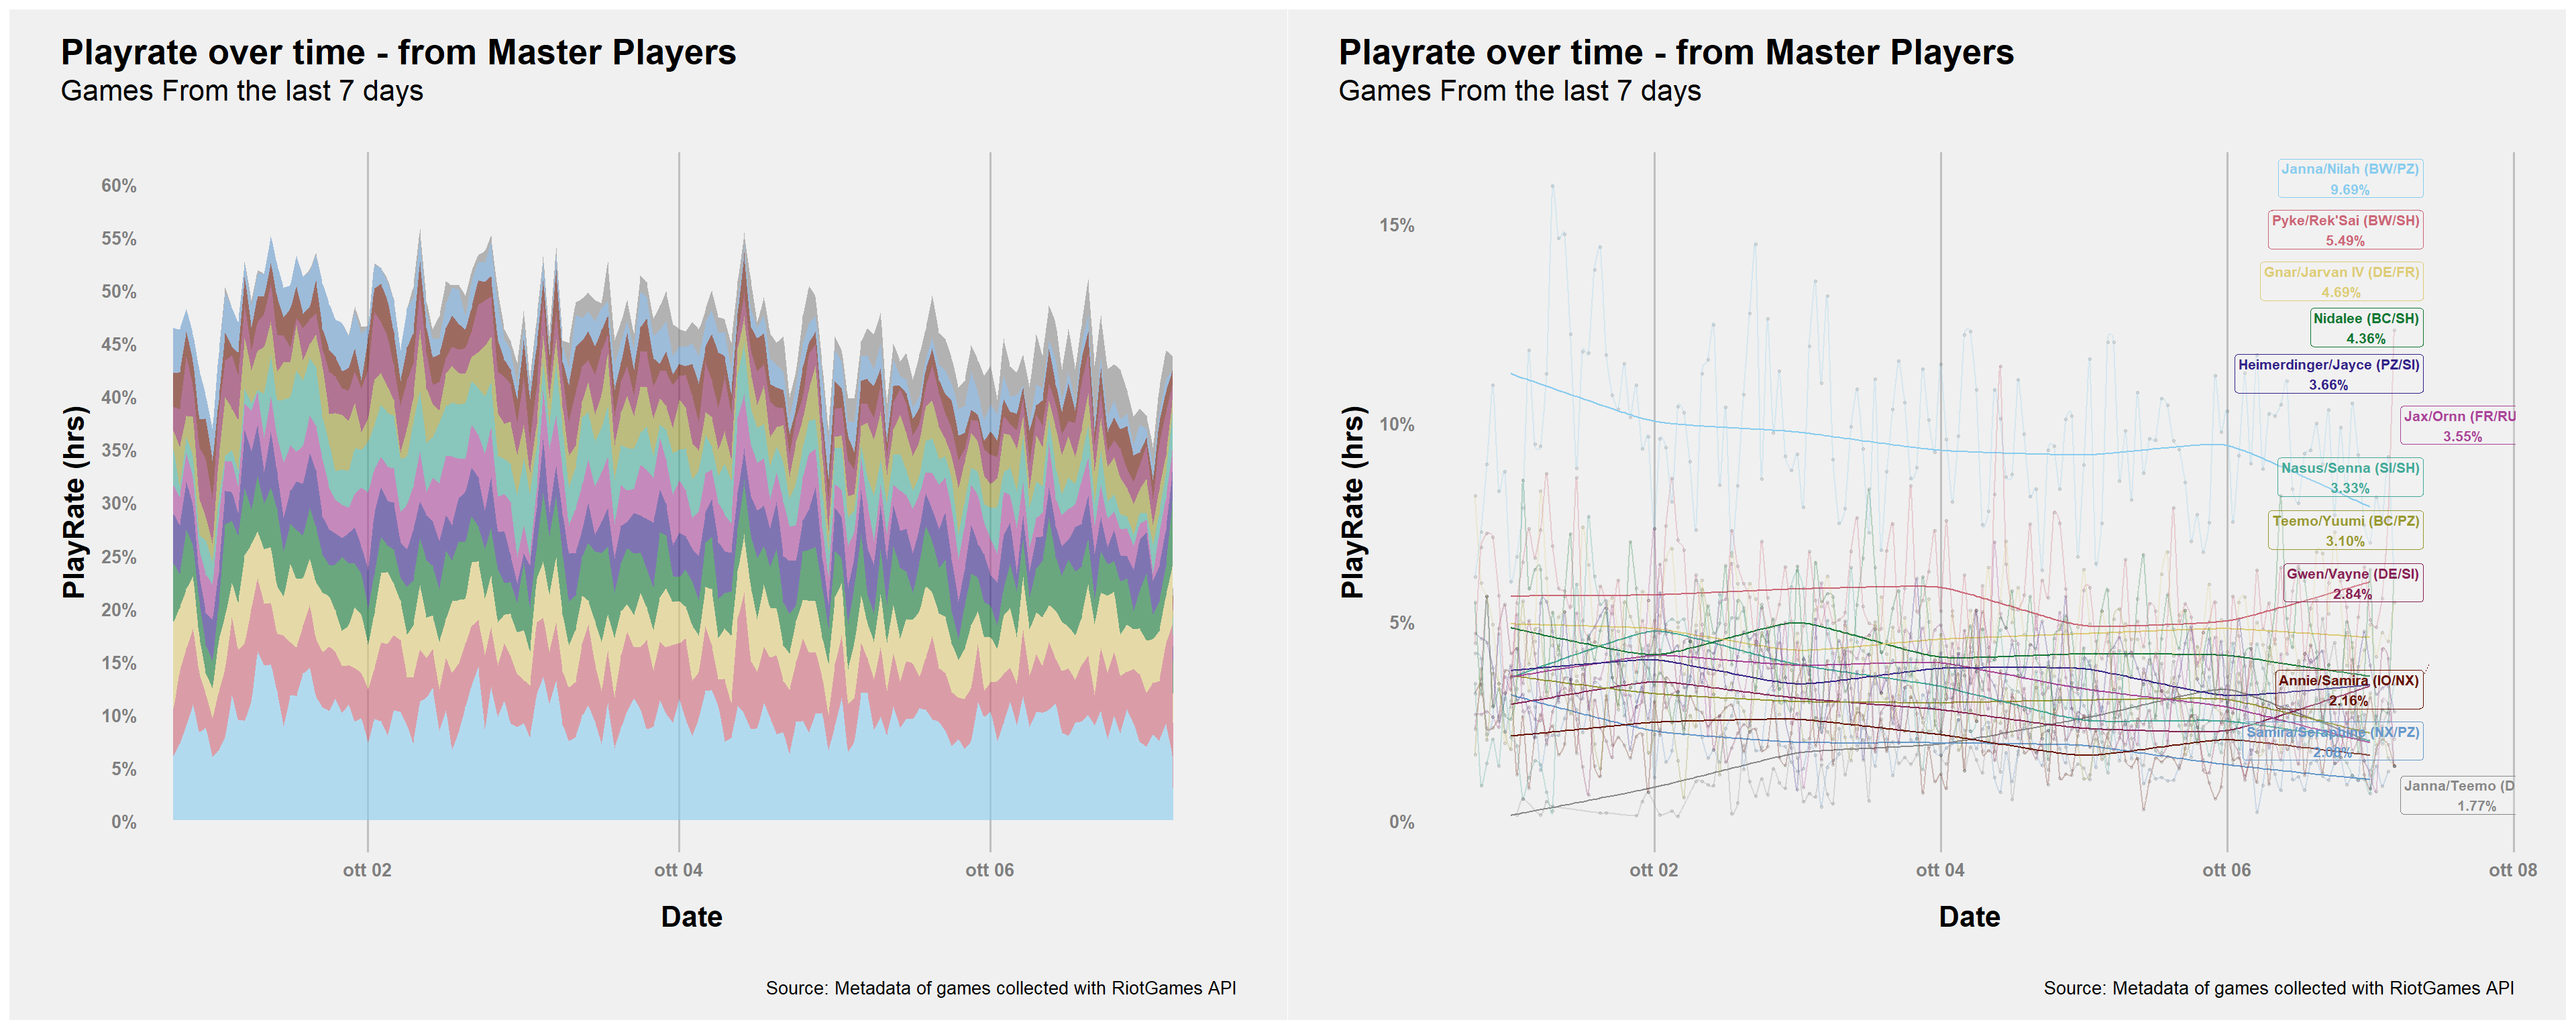 Playrate over time - from Master Players
Games From the last 7 days
60%
55%
50%
45%
40%
35%
30%
25%
20%
15%
10%
5%
0%
PlayRate (hrs)
ott 02
ott 04
ott 06
Date
Source: Metadata of games collected with RiotGames API
Playrate over time - from Master Players
Games From the last 7 days
15%
10%
5%
0%
PlayRate (hrs)
Janna/Nilah (BW/PZ)
9.69%
Pyke/Rek'Sai (BW/SH)
5.49%
Gnar/Jarvan IV (DE/FR)
4.69%
Nidalee (BC/SH)
4.36%
Heimerdinger/Jayce (PZ/SI)
3.66%
Jax/Ornn (FR/RU
3.55%
Nasus/Senna (SI/SH)
3.33%
Teemo/Yuumi (BC/PZ)
3.10%
Gwen/Vayne (DE/SI)
2.84%
Annie/Samira (IO/NX)
2.16%
Samira/Seraphine (NX/PZ)
Janna/Teemo (D
1.77%
ott 02
ott 04
ott 06
ott 08
Date
Source: Metadata of games collected with RiotGames API